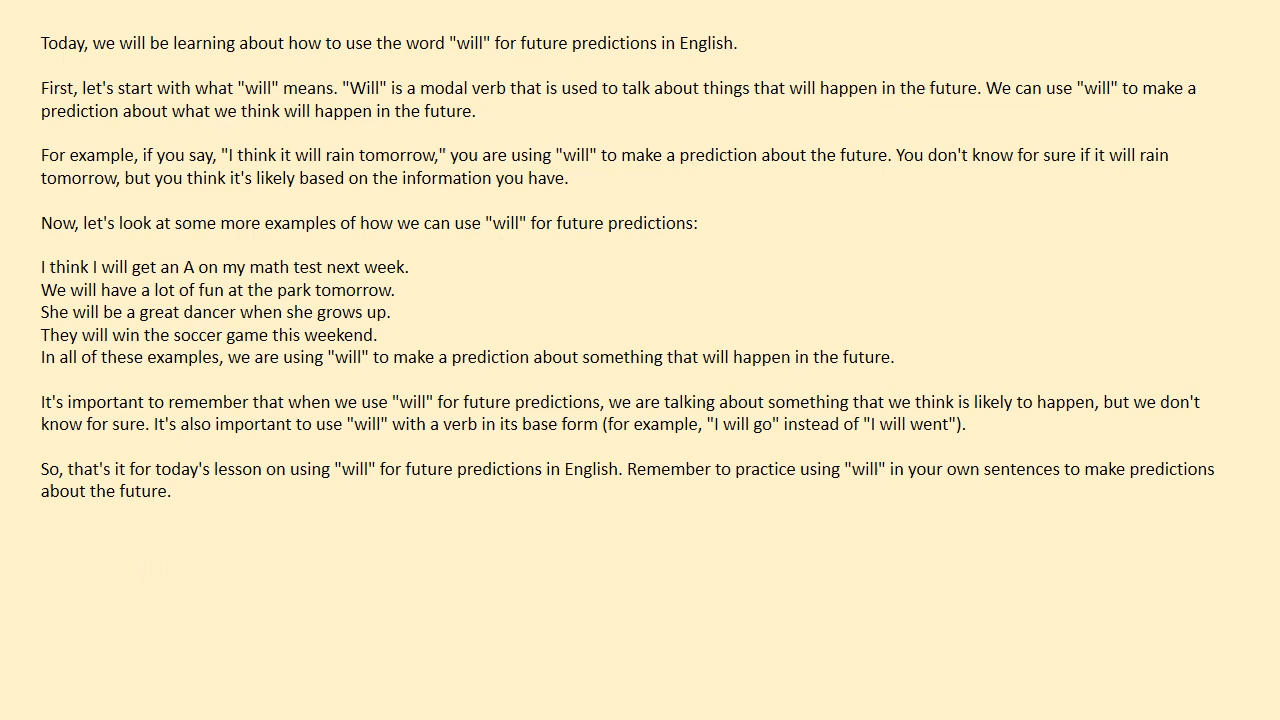 Today, we will be learning about how to use the word "will" for future predictions in English.
First, let's start with what "will" means. "Will" is a modal verb that is used to talk about things that will happen in the future. We can use "will" to make a
prediction about what we think will happen in the future.
For example, if you say, "I think it will rain tomorrow," you are using "will" to make a prediction about the future. You don't know for sure if it will rain
tomorrow, but you think it's likely based on the information you have.
Now, let's look at some more examples of how we can use "will" for future predictions:
I think I will get an A on my math test next week.
We will have a lot of fun at the park tomorrow.
She will be a great dancer when she grows up.
They will win the soccer game this weekend.
In all of these examples, we are using "will" to make a prediction about something that will happen in the future.
It's important to remember that when we use "will" for future predictions, we are talking about something that we think is likely to happen, but we don't
know for sure. It's also important to use "will" with a verb in its base form (for example, "I will go" instead of "I will went").
So, that's it for today's lesson on using "will" for future predictions in English. Remember to practice using "will" in your own sentences to make predictions
about the future.